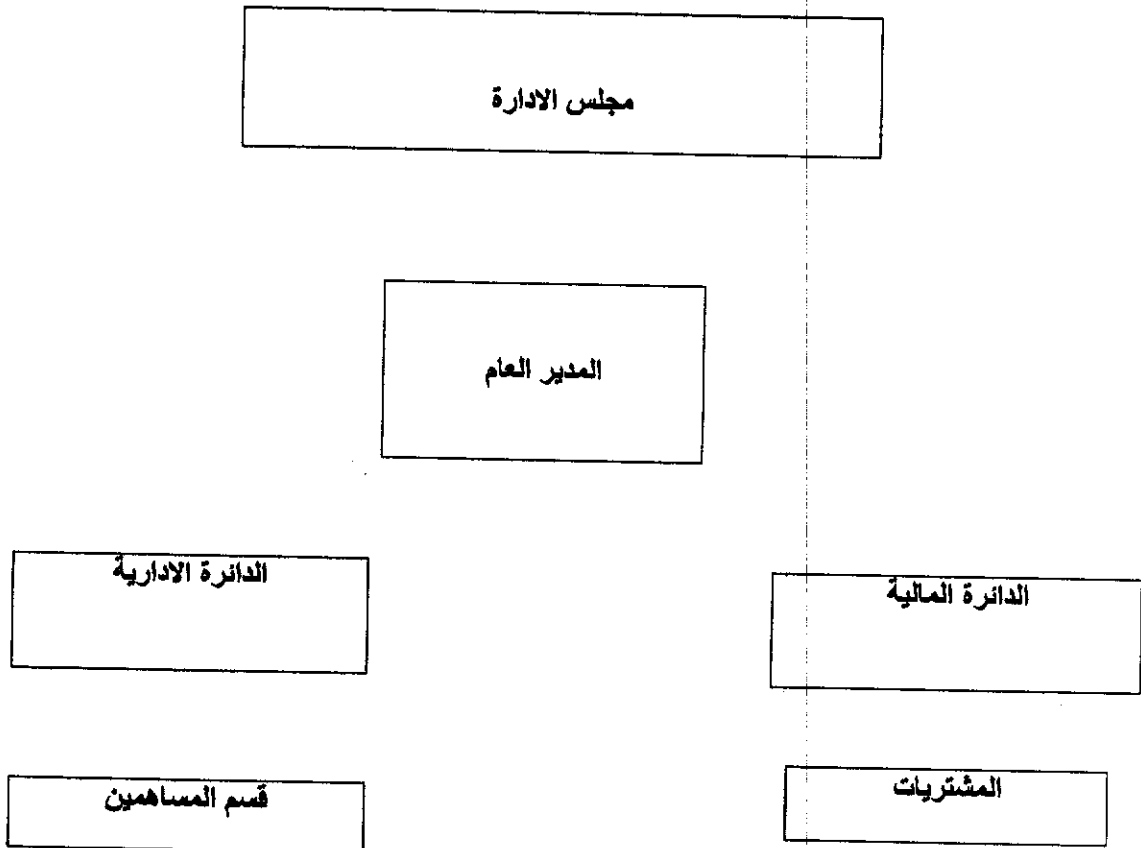 مجلس الادارة
المدير العام
الدائرة المالية
الدائرة الادارية
المشتريات
قسم المساهمين